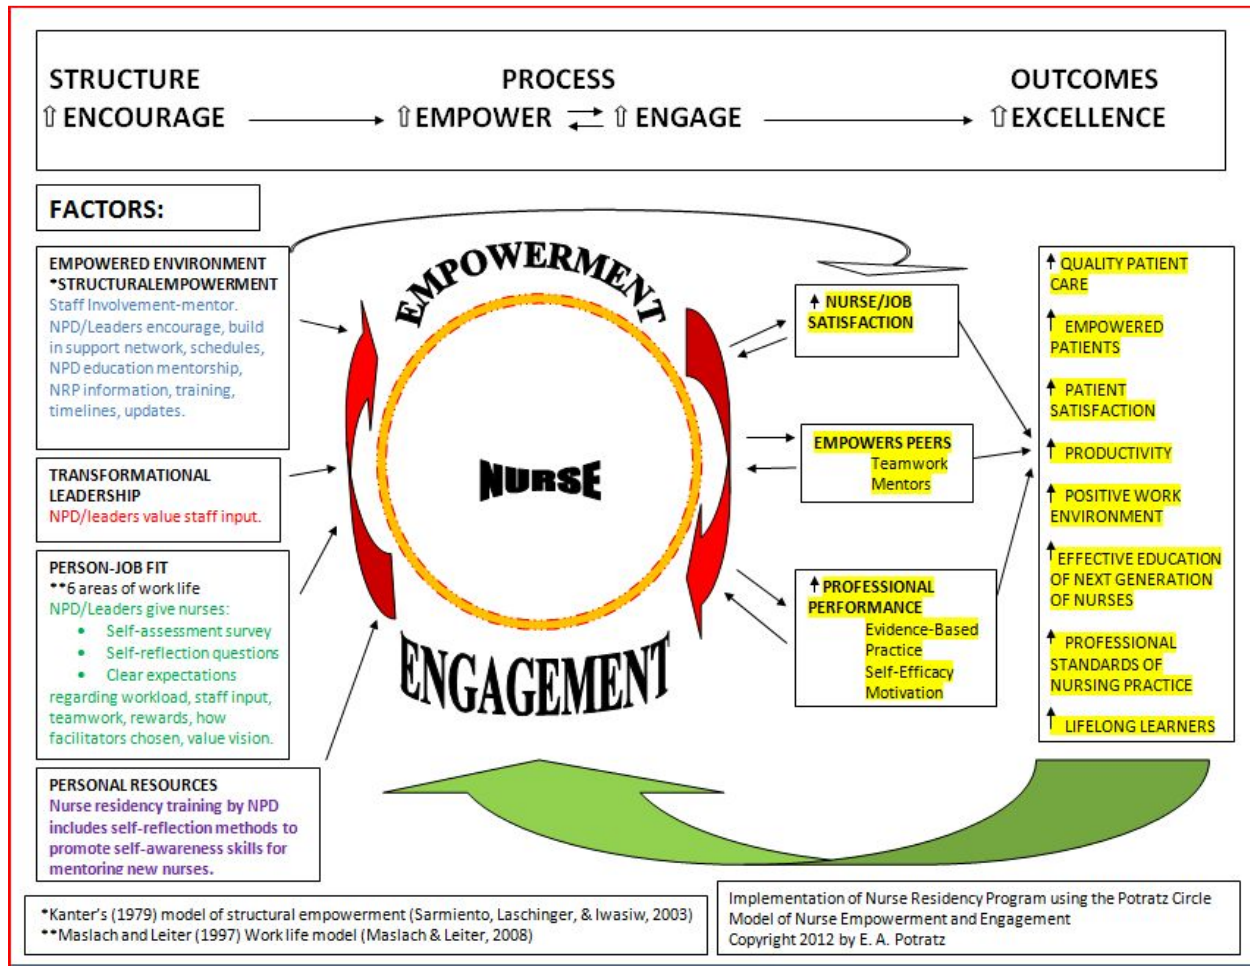 STRUCTURE
PROCESS
OUTCOMES
⇧ ENCOURAGE
⇧ EMPOWER
⇧ ENGAGE
⇧ EXCELLENCE
FACTORS:
EMPOWERED ENVIRONMENT
*STRUCTURALEMPOWERMENT
Staff Involvement-mentor.
NPD/Leaders encourage, build
in support network, schedules,
NPD education mentorship,
NRP information, training,
timelines, updates.
TRANSFORMATIONAL
LEADERSHIP
NPD/leaders value staff input.
PERSON-JOB FIT
**6 areas of work life
NPD/Leaders give nurses:
• Self-assessment survey
• Self-reflection questions
• Clear expectations
regarding workload, staff input,
teamwork, rewards, how
facilitators chosen, value vision.
PERSONAL RESOURCES
Nurse residency training by NPD
includes self-reflection methods to
promote self-awareness skills for
mentoring new nurses.
EMPOWERMENT
NURSE
ENGAGEMENT
↑ NURSE/JOB
SATISFACTION
EMPOWERS PEERS
Teamwork
Mentors
↑ PROFESSIONAL
PERFORMANCE
Evidence-Based
Practice
Self-Efficacy
Motivation
↑ QUALITY PATIENT
CARE
↑ EMPOWERED
PATIENTS
↑ PATIENT
SATISFACTION
↑ PRODUCTIVITY
↑ POSITIVE WORK
ENVIRONMENT
↑ EFFECTIVE EDUCATION
OF NEXT GENERATION
OF NURSES
↑ PROFESSIONAL
STANDARDS OF
NURSING PRACTICE
↑ LIFELONG LEARNERS
*Kanter's (1979) model of structural empowerment (Sarmiento, Laschinger, & Iwasiw, 2003)
**Maslach and Leiter (1997) Work life model (Maslach & Leiter, 2008)
Implementation of Nurse Residency Program using the Potratz Circle
Model of Nurse Empowerment and Engagement
Copyright 2012 by E. A. Potratz